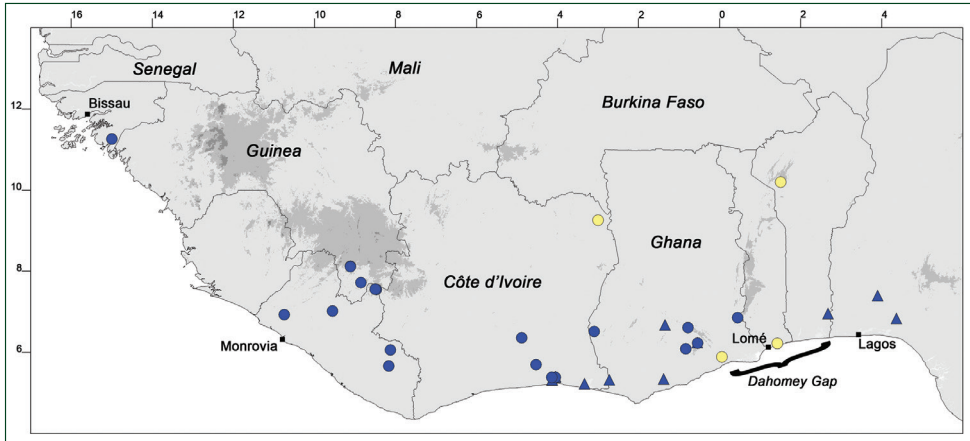 16 14 12 10 8 6 4 2 0 2 4
Senegal
Mali
12
Bissau
Burkina Faso
Guinea
10
Ghana
8
Côte d'Ivoire
6
Monrovia
Lomé
Lagos
Dahomey Gap